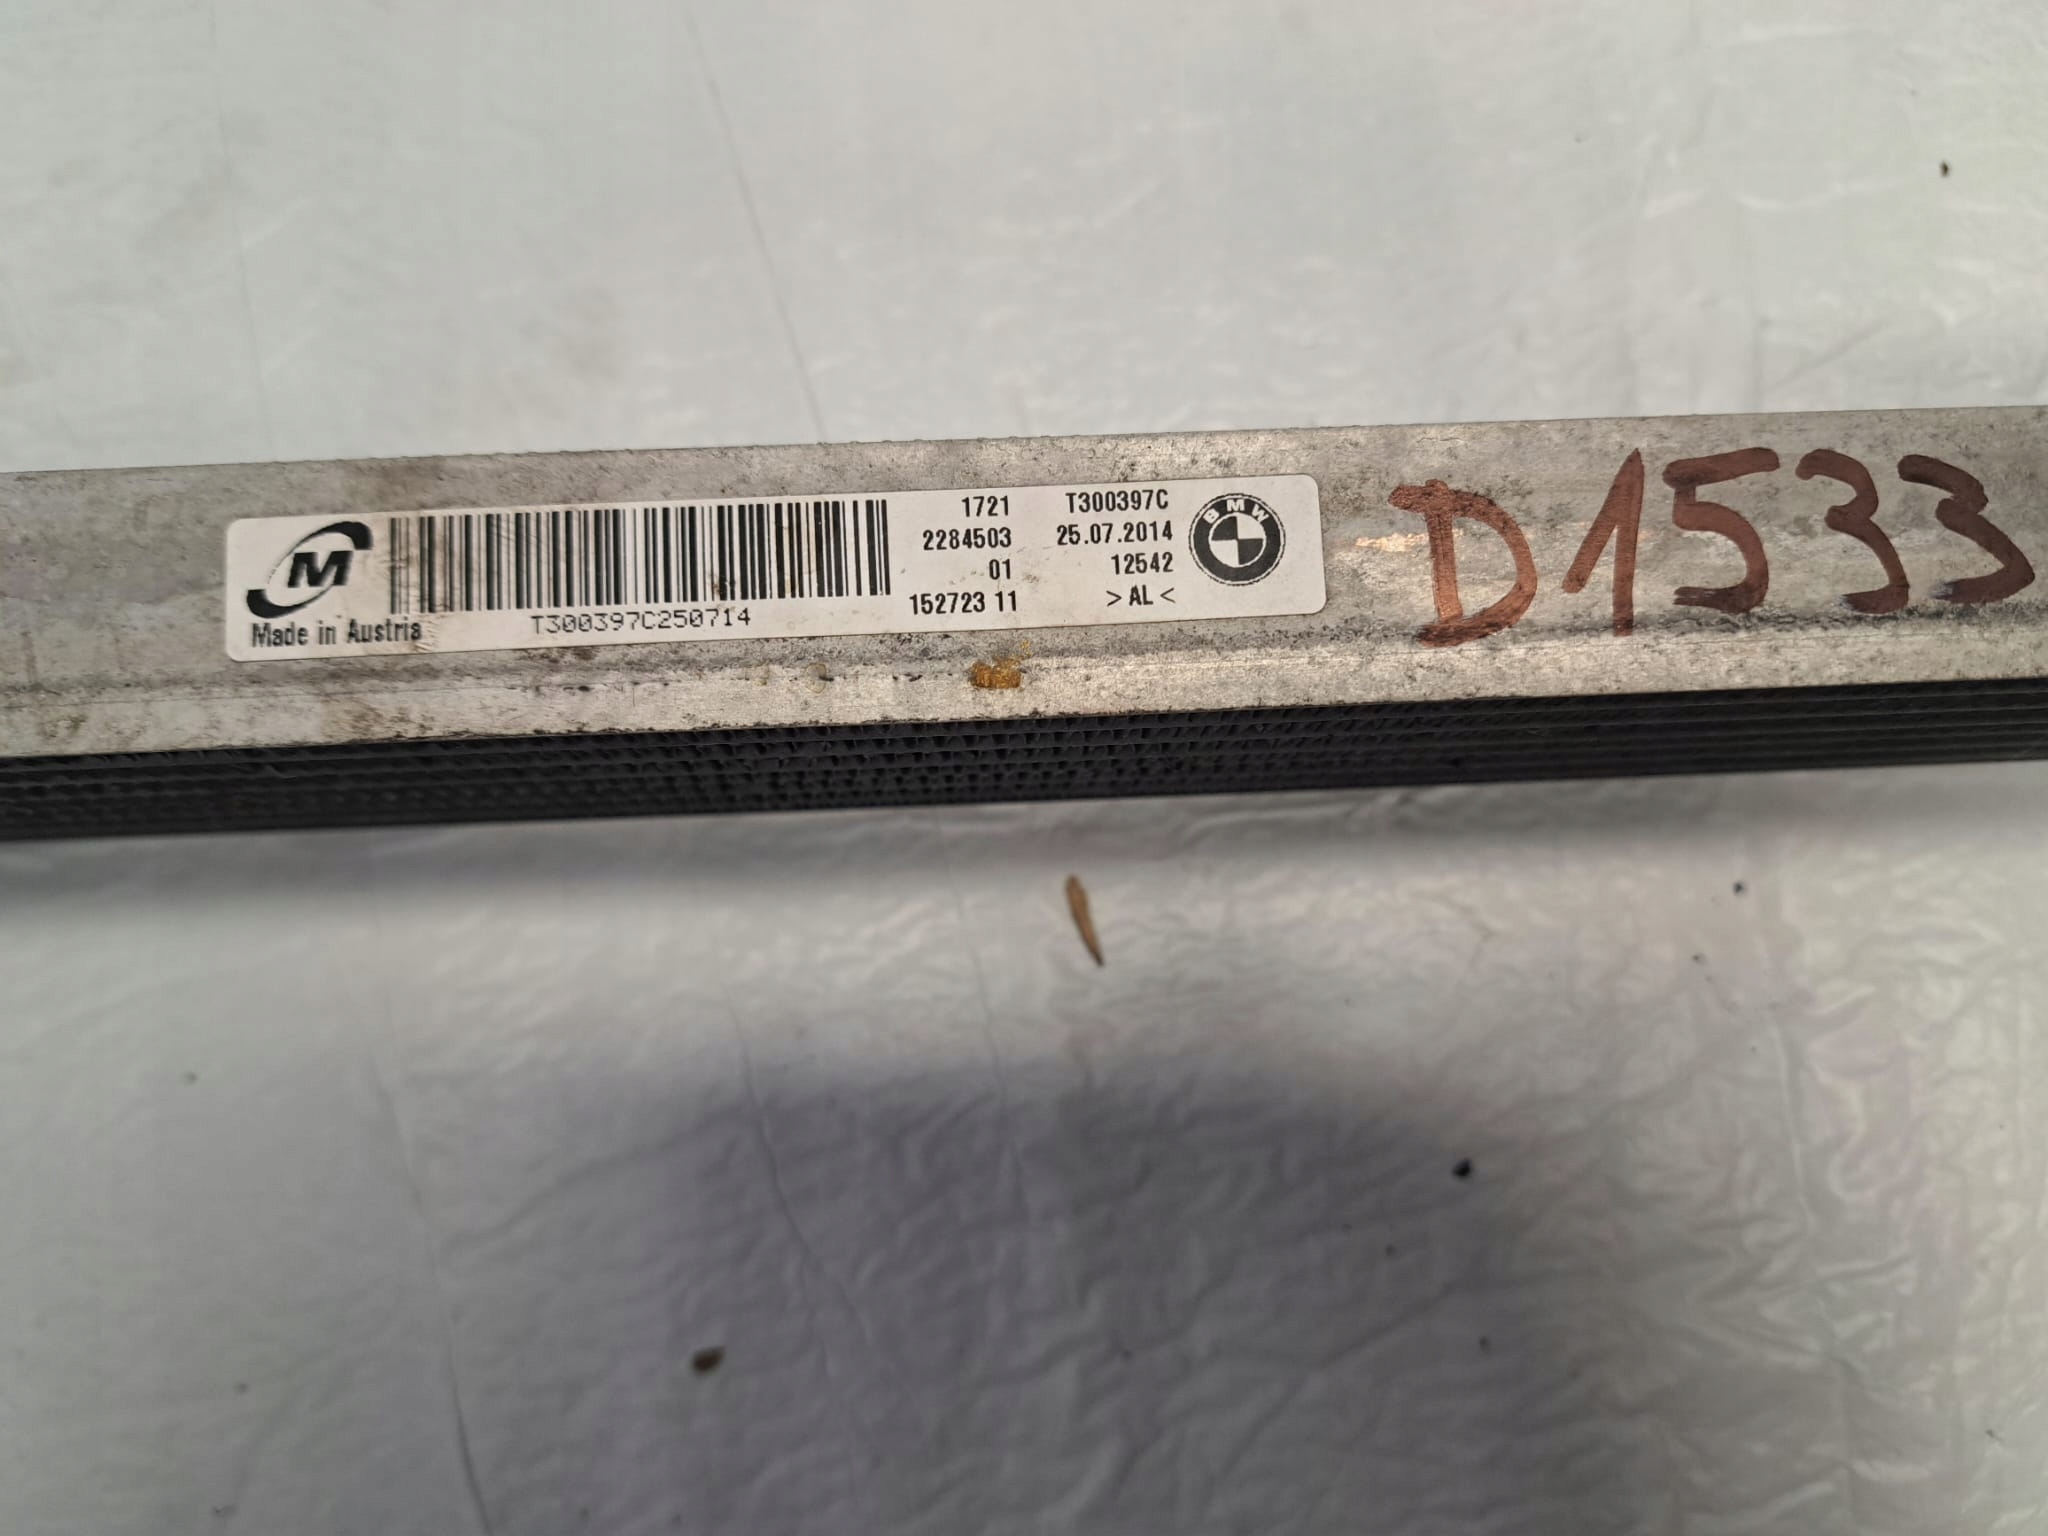 M
Made in Austria
T300397C250714
1721
2284503
01
152723 11
T300397C
25.07.2014
12542
>AL<
BMW
D1533